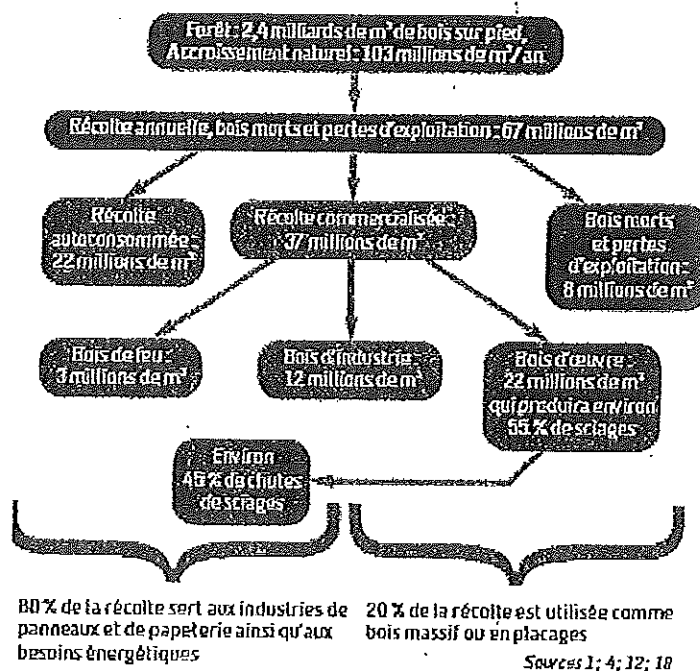 Forêt : 2,4 milliards de m³ de bois sur pied.
Accroissement naturel : 103 millions de m³/an.
Récolte annuelle, bois morts et pertes d'exploitation : 67 millions de m³
Récolte
autoconsommée :
22 millions de m³
Récolte commercialisée :
37 millions de m³
Bois morts
et pertes
d'exploitation :
8 millions de m³
Bois de feu :
3 millions de m³
Bois d'industrie :
12 millions de m³
Bois d'œuvre :
22 millions de m³
qui produira environ
55 % de sciages
Environ
45 % de chutes
de sciages
80 % de la récolte sert aux industries de
panneaux et de papeterie ainsi qu'aux
besoins énergétiques
20 % de la récolte est utilisée comme
bois massif ou en placages
Sources 1; 4; 12; 18